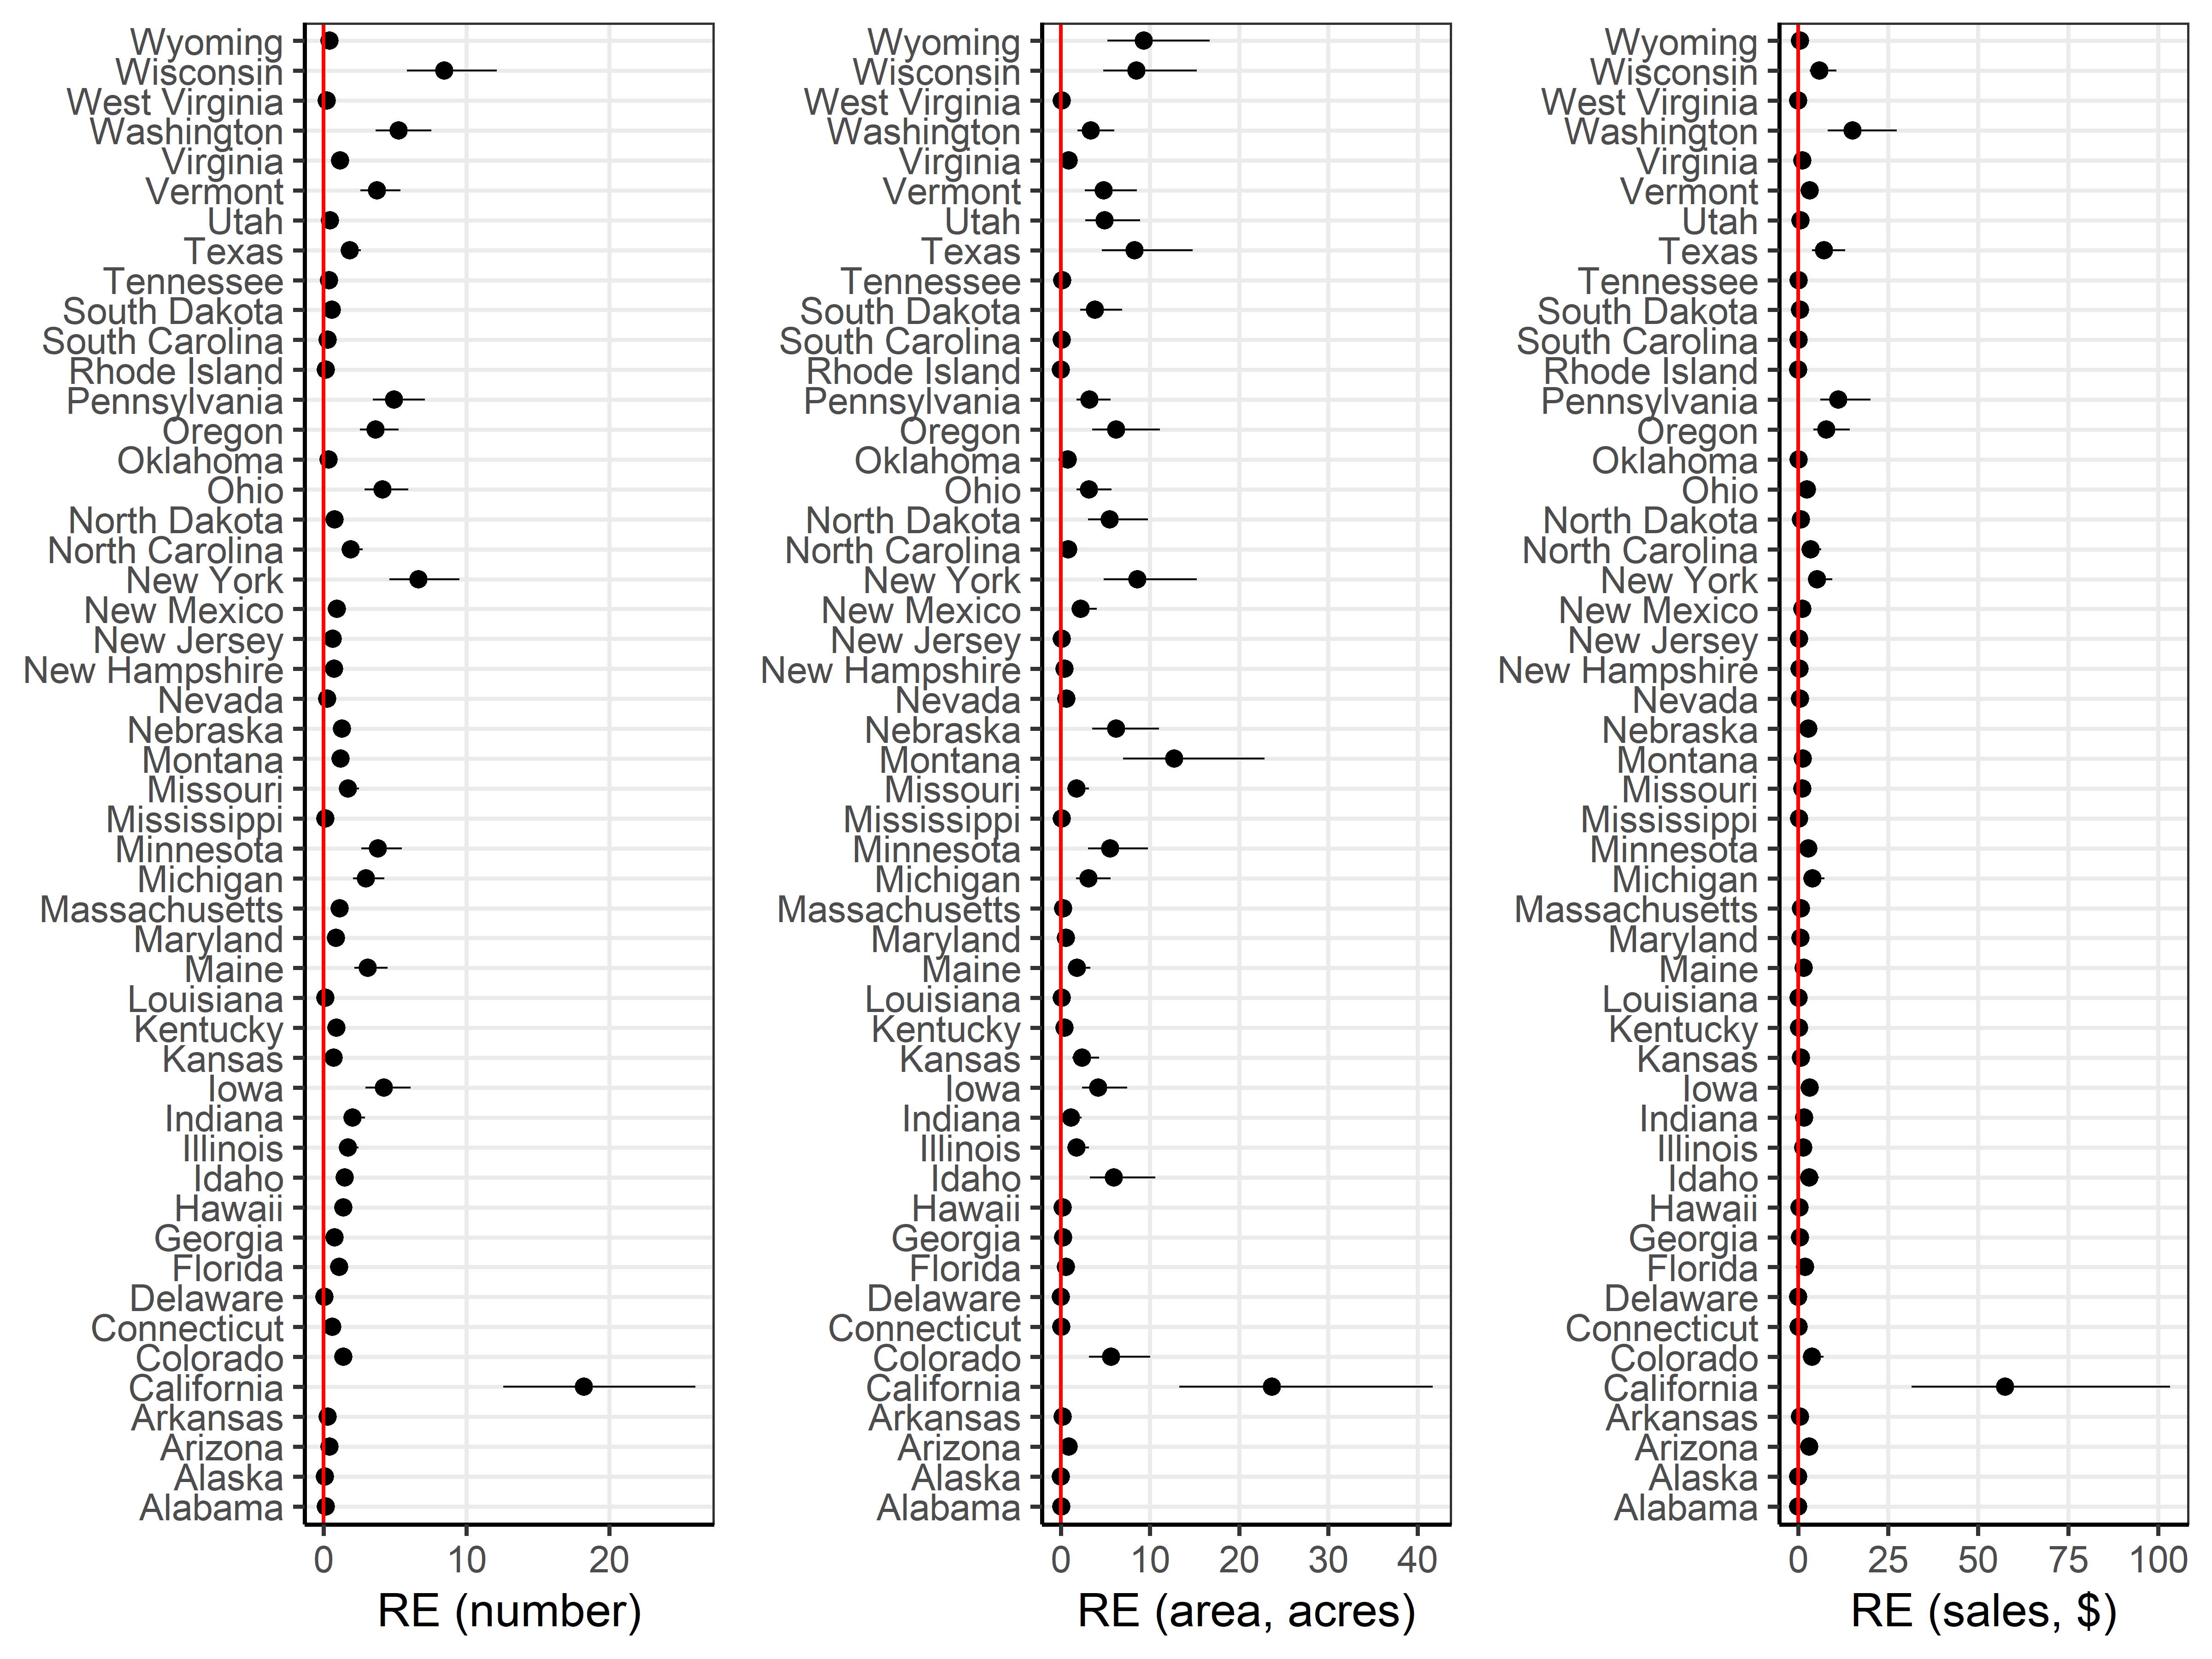 Wyoming
Wisconsin
West Virginia
Washington
Virginia
Vermont
Utah
Texas
Tennessee
South Dakota
South Carolina
Rhode Island
Pennsylvania
Oregon
Oklahoma
Ohio
North Dakota
North Carolina
New York
New Mexico
New Jersey
New Hampshire
Nevada
Nebraska
Montana
Missouri
Mississippi
Minnesota
Michigan
Massachusetts
Maryland
Maine
Louisiana
Kentucky
Kansas
Iowa
Indiana
Illinois
Idaho
Hawaii
Georgia
Florida
Delaware
Connecticut
Colorado
California
Arkansas
Arizona
Alaska
Alabama
0 10 20
RE (number)
Wyoming
Wisconsin
West Virginia
Washington
Virginia
Vermont
Utah
Texas
Tennessee
South Dakota
South Carolina
Rhode Island
Pennsylvania
Oregon
Oklahoma
Ohio
North Dakota
North Carolina
New York
New Mexico
New Jersey
New Hampshire
Nevada
Nebraska
Montana
Missouri
Mississippi
Minnesota
Michigan
Massachusetts
Maryland
Maine
Louisiana
Kentucky
Kansas
Iowa
Indiana
Illinois
Idaho
Hawaii
Georgia
Florida
Delaware
Connecticut
Colorado
California
Arkansas
Arizona
Alaska
Alabama
0 10 20 30 40
RE (area, acres)
Wyoming
Wisconsin
West Virginia
Washington
Virginia
Vermont
Utah
Texas
Tennessee
South Dakota
South Carolina
Rhode Island
Pennsylvania
Oregon
Oklahoma
Ohio
North Dakota
North Carolina
New York
New Mexico
New Jersey
New Hampshire
Nevada
Nebraska
Montana
Missouri
Mississippi
Minnesota
Michigan
Massachusetts
Maryland
Maine
Louisiana
Kentucky
Kansas
Iowa
Indiana
Illinois
Idaho
Hawaii
Georgia
Florida
Delaware
Connecticut
Colorado
California
Arkansas
Arizona
Alaska
Alabama
0 25 50 75 100
RE (sales, $)